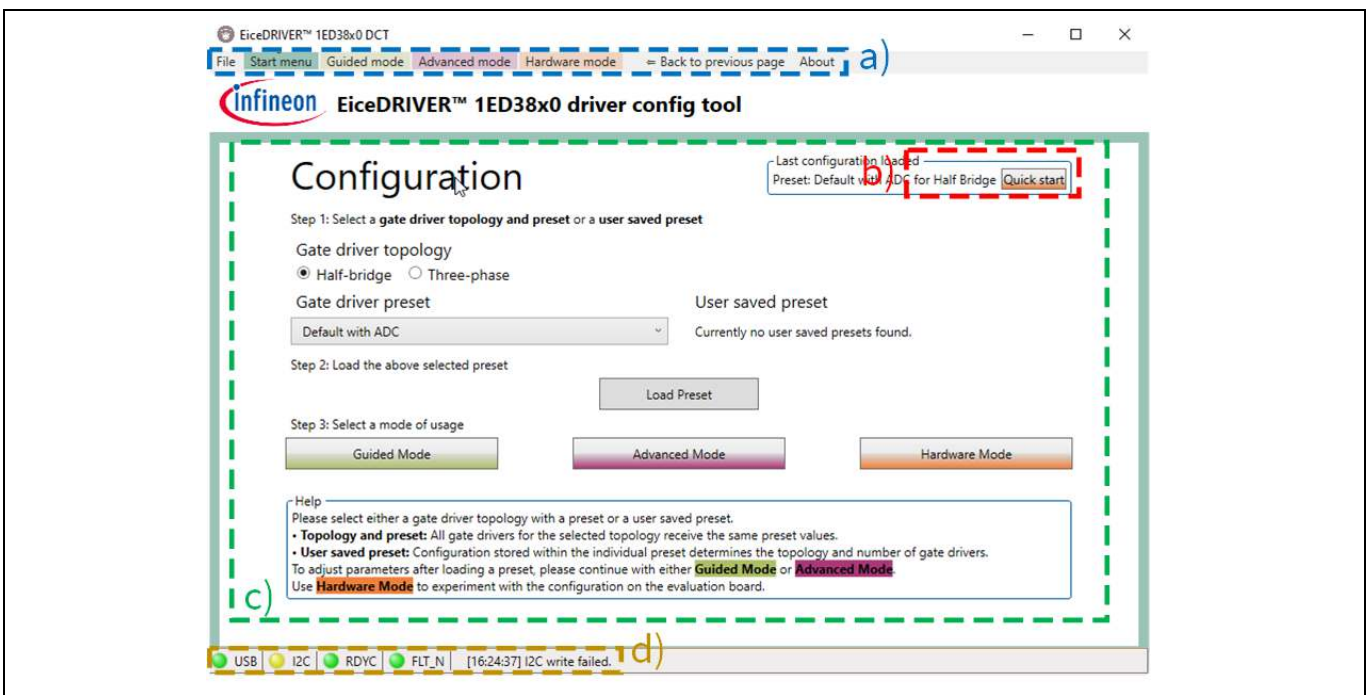 EiceDRIVER™ 1ED38x0 DCT
File Start menu Guided mode Advanced mode Hardware mode ⇐ Back to previous page About a)
infineon EiceDRIVER™ 1ED38x0 driver config tool
Configuration
Last configuration loaded
Preset: Default with ADC for Half Bridge Quick start
b)
Step 1: Select a gate driver topology and preset or a user saved preset
Gate driver topology
Half-bridge Three-phase
Gate driver preset User saved preset
Default with ADC Currently no user saved presets found.
Step 2: Load the above selected preset
Load Preset
Step 3: Select a mode of usage
Guided Mode Advanced Mode Hardware Mode
Help
Please select either a gate driver topology with a preset or a user saved preset.
• Topology and preset: All gate drivers for the selected topology receive the same preset values.
• User saved preset: Configuration stored within the individual preset determines the topology and number of gate drivers.
To adjust parameters after loading a preset, please continue with either Guided Mode or Advanced Mode.
Use Hardware Mode to experiment with the configuration on the evaluation board.
c)
USB I2C RDYC FLT_N [16:24:37] I2C write failed. d)